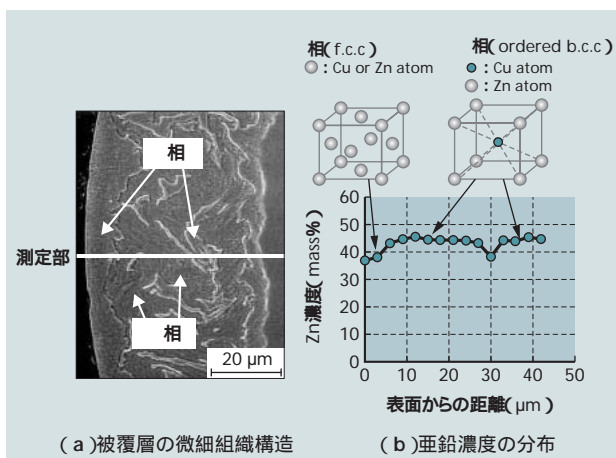 相(f.c.c)
: Cu or Zn atom
相(ordered b.c.c)
: Cu atom
: Zn atom
相
測定部
相
20 μm
Zn濃度(mass%)
60
50
40
30
20
10
0
0 10 20 30 40 50
表面からの距離(μm)
(a)被覆層の微細組織構造
(b)亜鉛濃度の分布